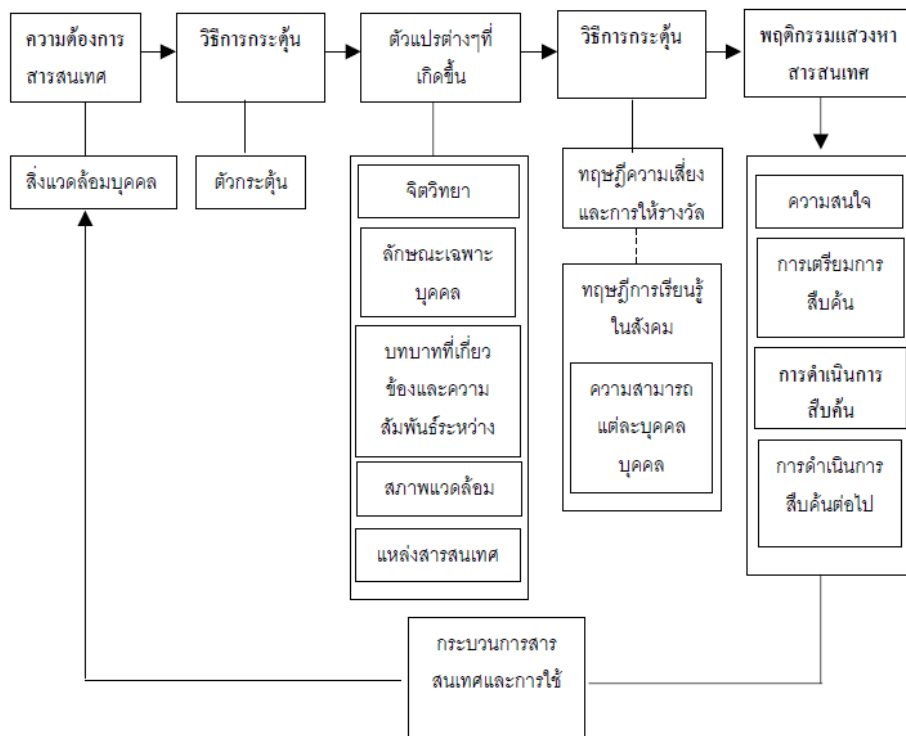 ความต้องการ
สารสนเทศ
วิธีการกระตุ้น
ตัวแปรต่างๆที่
เกิดขึ้น
วิธีการกระตุ้น
พฤติกรรมแสวงหา
สารสนเทศ
สิ่งแวดล้อมบุคคล
ตัวกระตุ้น
จิตวิทยา
ลักษณะเฉพาะ
บุคคล
บทบาทที่เกี่ยว
ข้องและความ
สัมพันธ์ระหว่าง
สภาพแวดล้อม
แหล่งสารสนเทศ
ทฤษฎีความเสี่ยง
และการให้รางวัล
ทฤษฎีการเรียนรู้
ในสังคม
ความสามารถ
แต่ละบุคคล
บุคคล
ความสนใจ
การเตรียมการ
สืบค้น
การดำเนินการ
สืบค้น
การดำเนินการ
สืบค้นต่อไป
กระบวนการสาร
สนเทศและการใช้